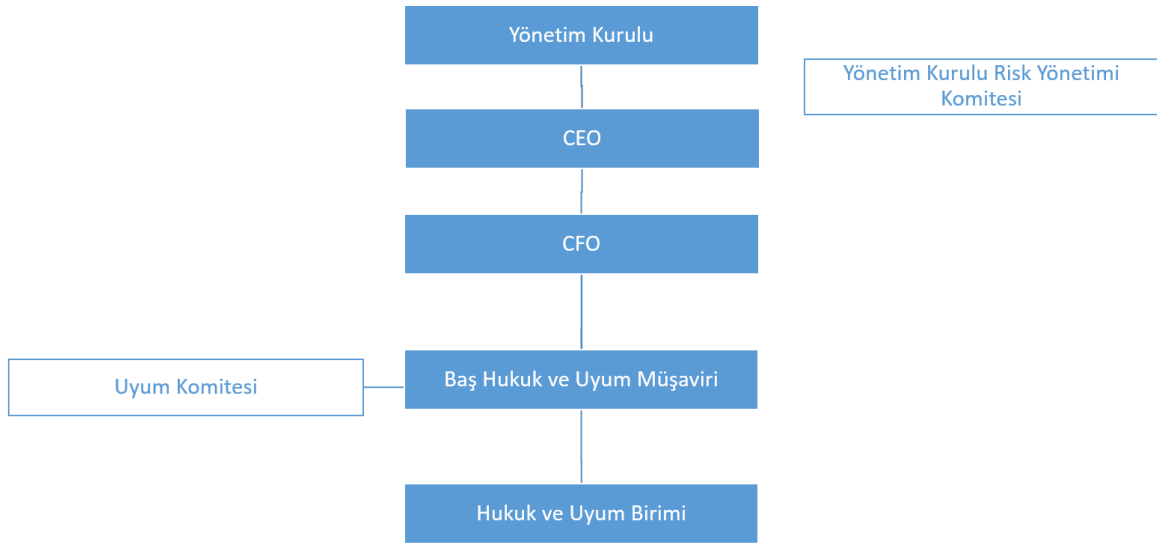 Yönetim Kurulu
Yönetim Kurulu Risk Yönetimi
Komitesi
CEO
CFO
Uyum Komitesi
Baş Hukuk ve Uyum Müşaviri
Hukuk ve Uyum Birimi